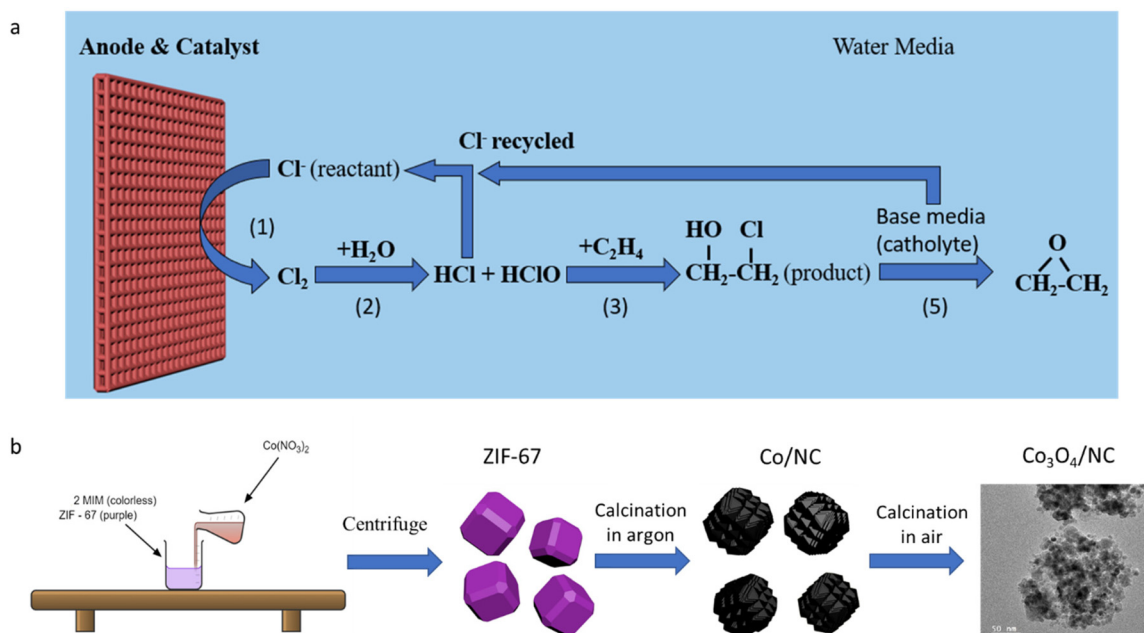 a
Anode & Catalyst
Water Media
Cl⁻ recycled
Cl⁻ (reactant)
(1)
Cl₂
+H₂O
(2)
HCl + HClO
+C₂H₄
(3)
HO Cl
CH₂-CH₂ (product)
Base media
(catholyte)
(5)
O
CH₂-CH₂
b
Co(NO₃)₂
2 MIM (colorless)
ZIF - 67 (purple)
Centrifuge
ZIF-67
Calcination
in argon
Co/NC
Calcination
in air
Co₃O₄/NC
50 nm